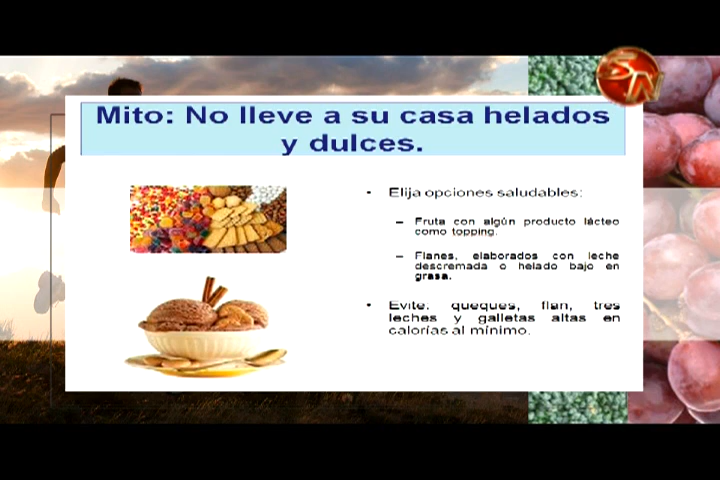 Mito: No lleve a su casa helados
y dulces.
• Elija opciones saludables:
– Fruta con algún producto lácteo
como topping.
– Flanes, elaborados con leche
descremada o helado bajo en
grasa.
• Evite: queques, flan, tres
leches y galletas altas en
calorías al mínimo.
SN